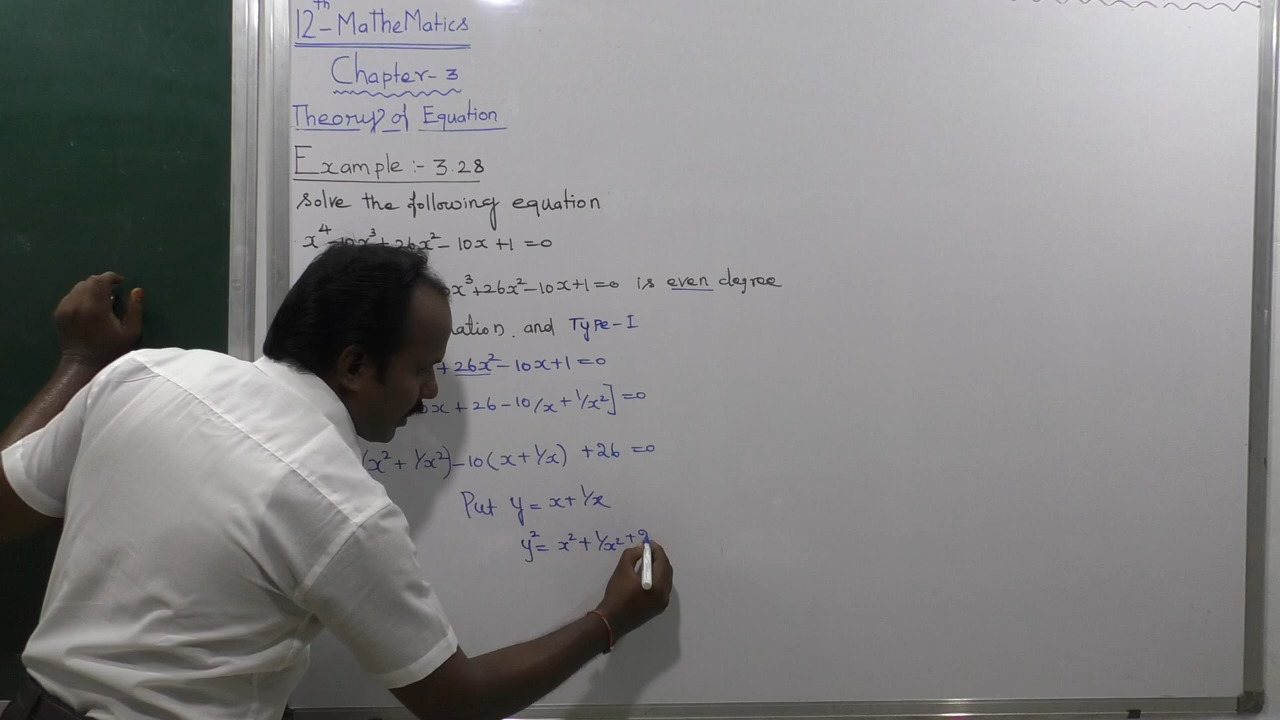 12th - MatheMatics
Chapter - 3
Theory of Equation
Example :- 3.28
Solve the following equation
x⁴ - 10x³ + 26x² - 10x + 1 = 0
x³ + 26x² - 10x + 1 = 0 is even degree
and Type - I
+ 26x² - 10x + 1 = 0
x + 26 - 10/x + 1/x²] = 0
(x² + 1/x²) - 10(x + 1/x) + 26 = 0
Put y = x + 1/x
y² = x² + 1/x² + 2